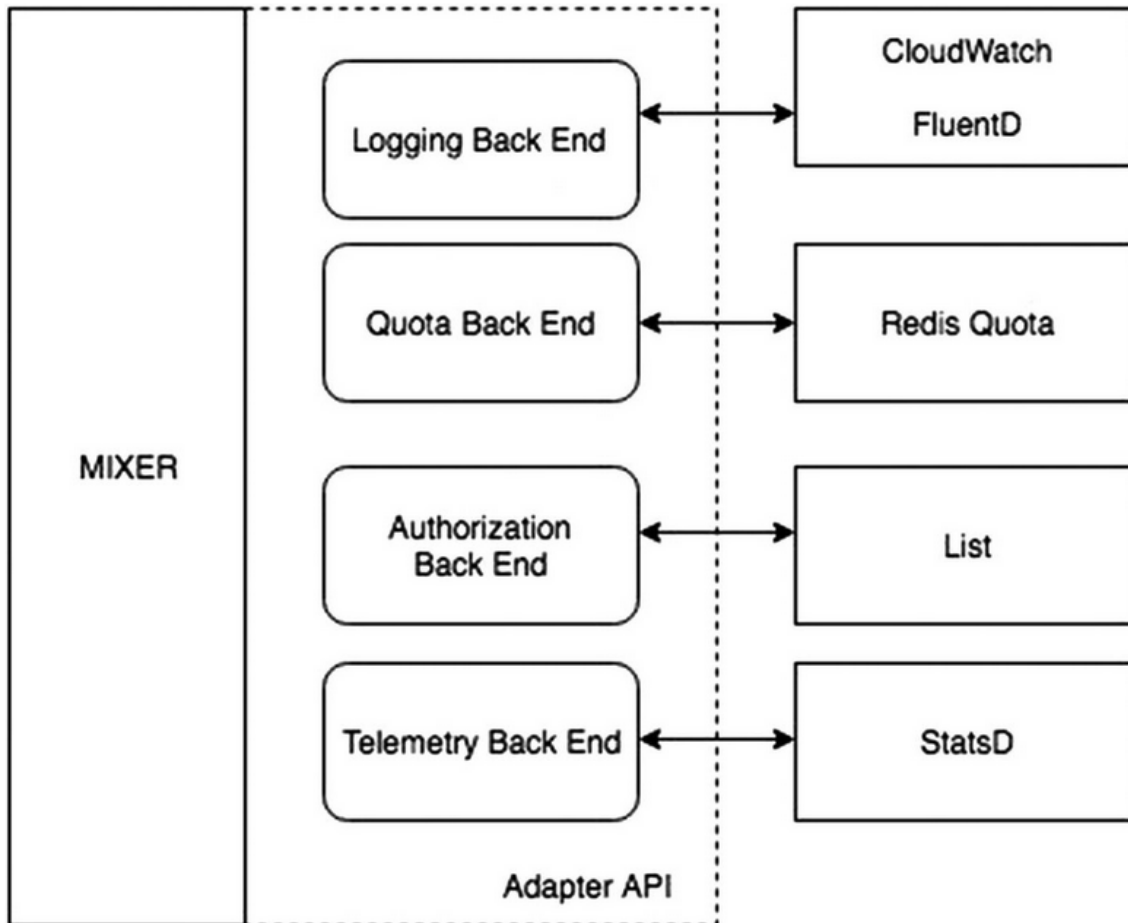 CloudWatch
FluentD
Logging Back End
Quota Back End
Redis Quota
MIXER
Authorization
Back End
List
Telemetry Back End
StatsD
Adapter API